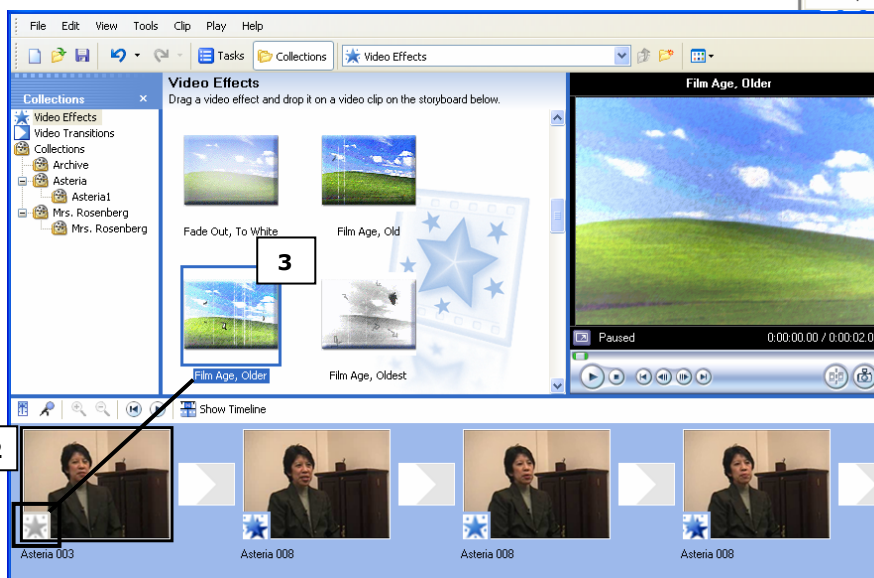 File Edit View Tools Clip Play Help
Tasks Collections Video Effects
Collections ×
Video Effects
Video Transitions
Collections
Archive
Asteria
Asteria1
Mrs. Rosenberg
Mrs. Rosenberg
Video Effects
Drag a video effect and drop it on a video clip on the storyboard below.
Fade Out, To White
Film Age, Old
3
Film Age, Older
Film Age, Oldest
Film Age, Older
Paused 0:00:00.00 / 0:00:02.0
Show Timeline
Asteria 003
Asteria 008
Asteria 008
Asteria 008